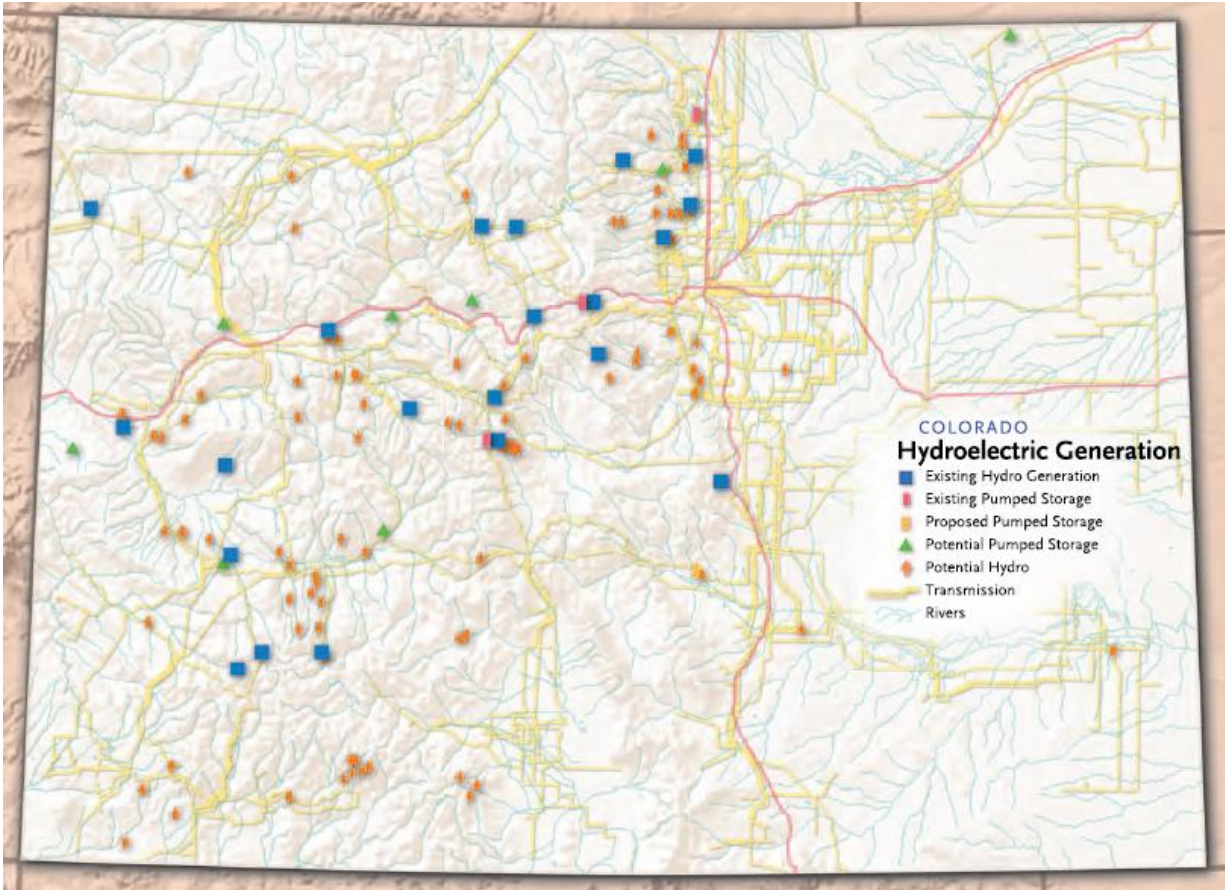 COLORADO
Hydroelectric Generation
Existing Hydro Generation
Existing Pumped Storage
Proposed Pumped Storage
Potential Pumped Storage
Potential Hydro
Transmission
Rivers